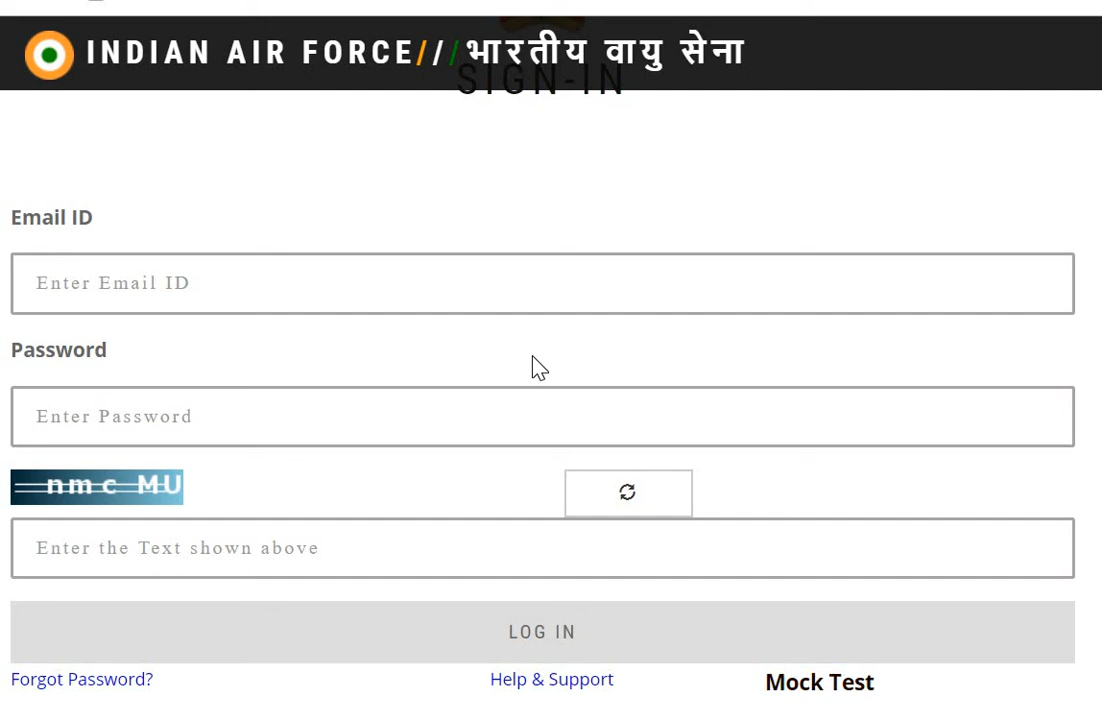 INDIAN AIR FORCE///भारतीय वायु सेना
SIGN-IN
Email ID
Enter Email ID
Password
Enter Password
nmc MU
Enter the Text shown above
LOG IN
Forgot Password? Help & Support Mock Test